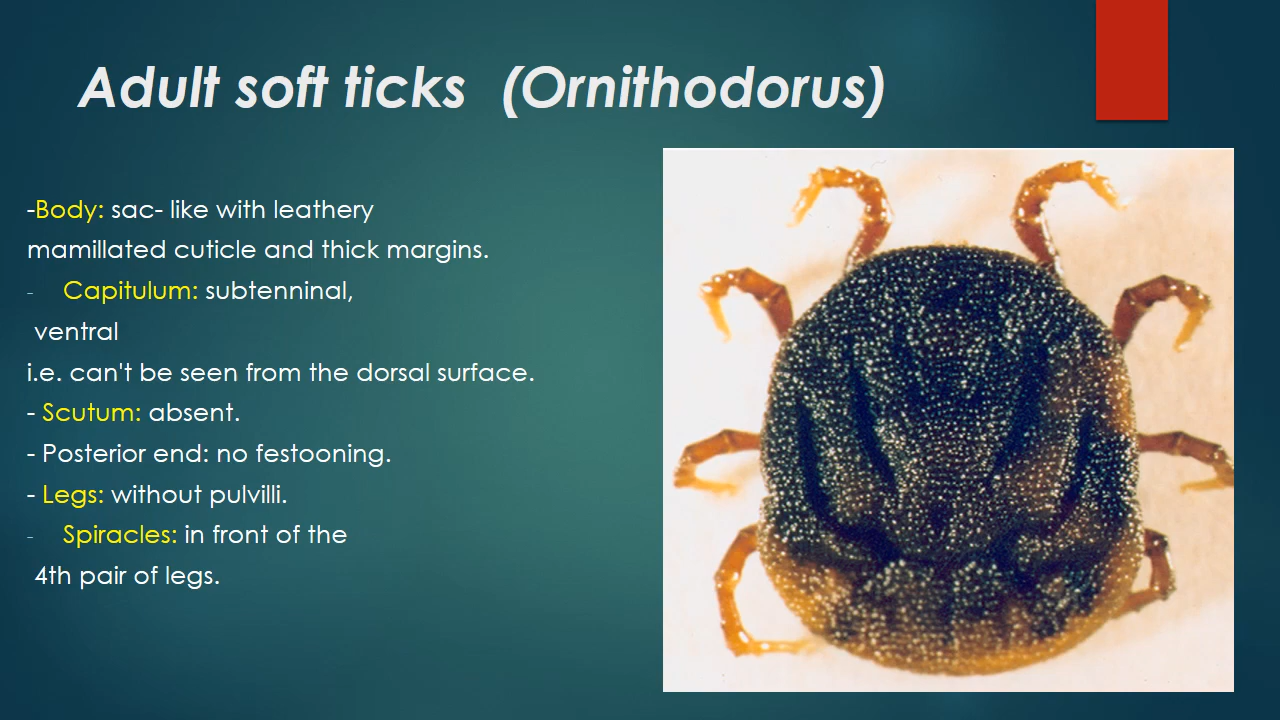 Adult soft ticks (Ornithodorus)
-Body: sac- like with leathery
mamillated cuticle and thick margins.
- Capitulum: subtenninal,
ventral
i.e. can't be seen from the dorsal surface.
- Scutum: absent.
- Posterior end: no festooning.
- Legs: without pulvilli.
- Spiracles: in front of the
4th pair of legs.